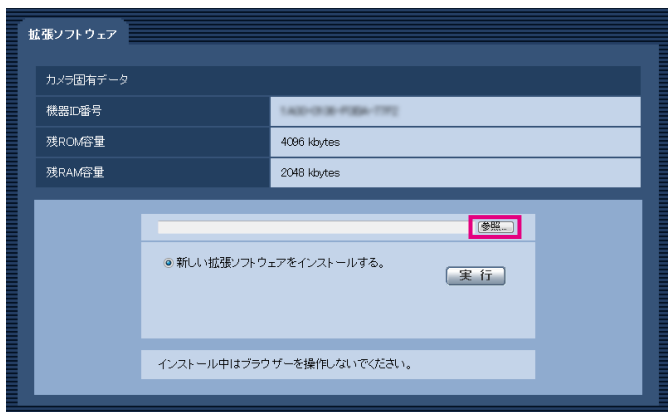 拡張ソフトウェア
カメラ固有データ
機器ID番号
残ROM容量 4096 kbytes
残RAM容量 2048 kbytes
参照...
新しい拡張ソフトウェアをインストールする。
実 行
インストール中はブラウザーを操作しないでください。